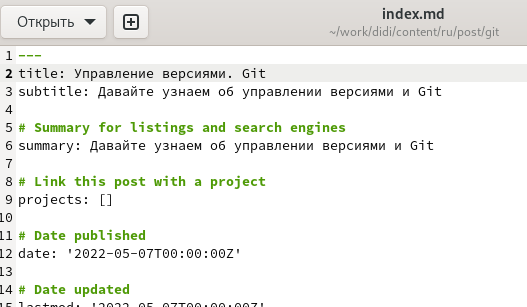 Open
index.md
~/work/didi/content/ru/post/git
1 ---
2 title: Управление версиями. Git
3 subtitle: Давайте узнаем об управлении версиями и Git
4
5 # Summary for listings and search engines
6 summary: Давайте узнаем об управлении версиями и Git
7
8 # Link this post with a project
9 projects: []
10
11 # Date published
12 date: '2022-05-07T00:00:00Z'
13
14 # Date updated
15 lastmod: '2022-05-07T00:00:00Z'